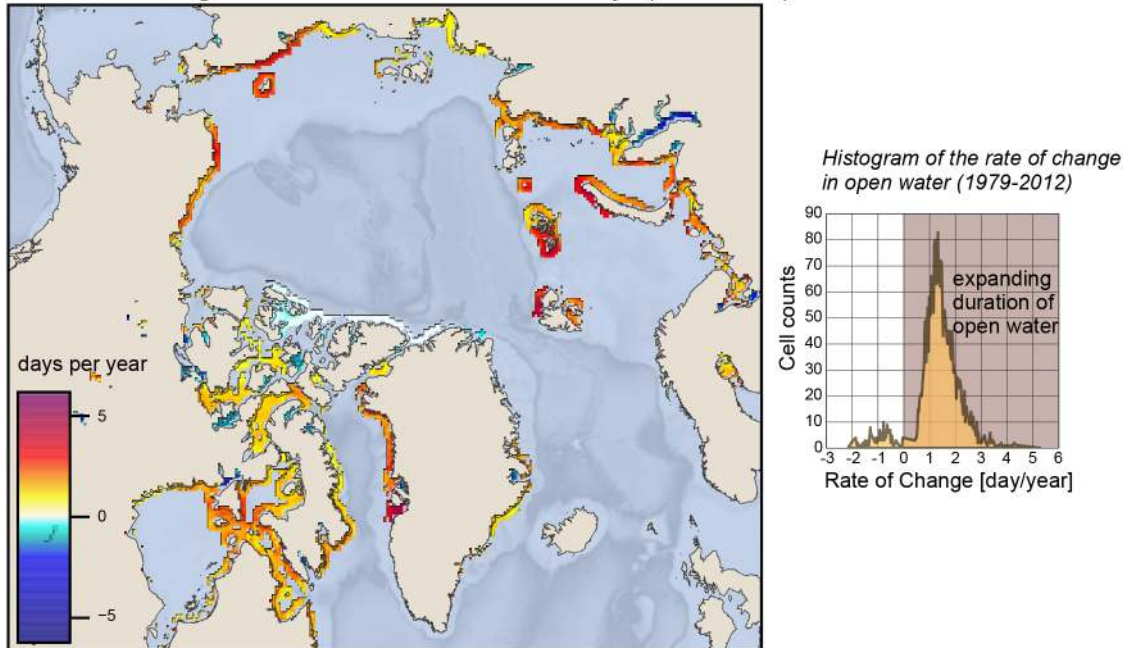 days per year
5
0
−5
Histogram of the rate of change
in open water (1979-2012)
90
80
70
60
50
40
30
20
10
0
Cell counts
expanding
duration of
open water
-3 -2 -1 0 1 2 3 4 5 6
Rate of Change [day/year]